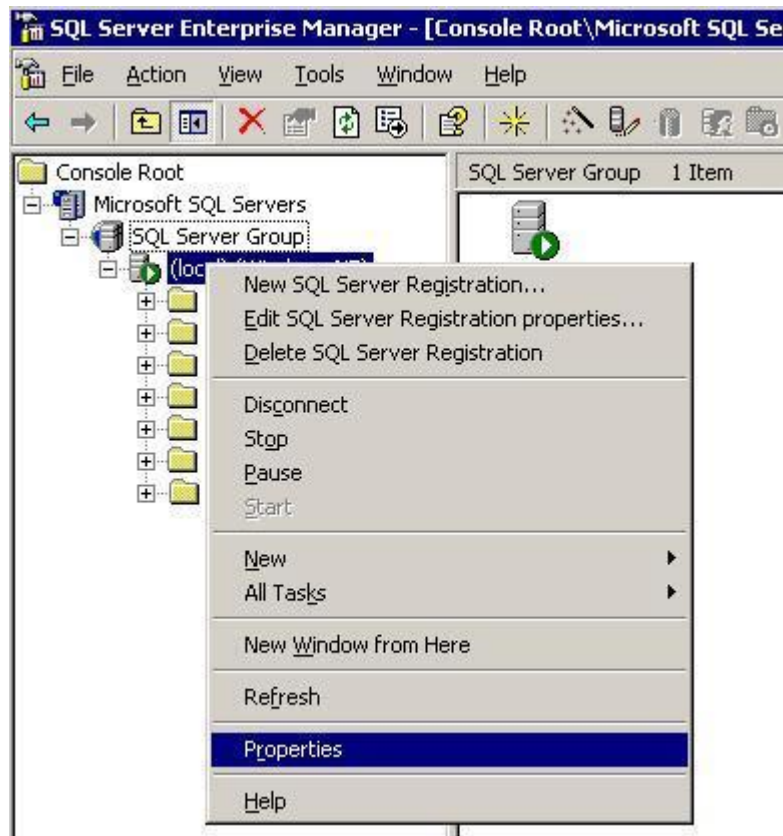 SQL Server Enterprise Manager - [Console Root\Microsoft SQL Se
File Action View Tools Window Help
Console Root
SQL Server Group 1 Item
Microsoft SQL Servers
SQL Server Group
New SQL Server Registration...
Edit SQL Server Registration properties...
Delete SQL Server Registration
Disconnect
Stop
Pause
Start
New
All Tasks
New Window from Here
Refresh
Properties
Help